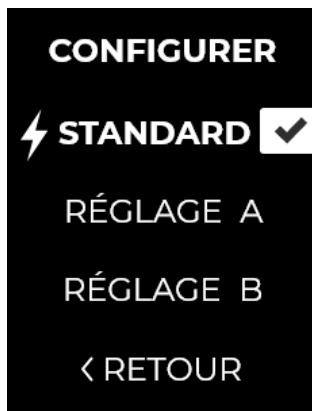 CONFIGURER
STANDARD
RÉGLAGE A
RÉGLAGE B
< RETOUR